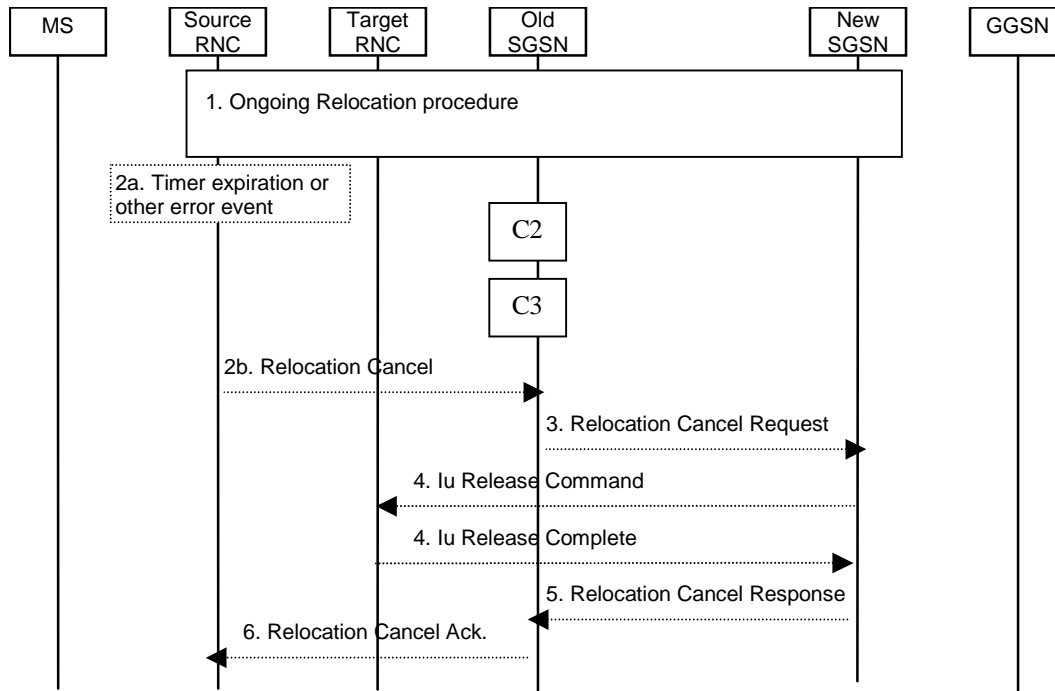 MS
Source
RNC
Target
RNC
Old
SGSN
New
SGSN
GGSN
1. Ongoing Relocation procedure
2a. Timer expiration or
other error event
C2
C3
2b. Relocation Cancel
3. Relocation Cancel Request
4. Iu Release Command
4. Iu Release Complete
5. Relocation Cancel Response
6. Relocation Cancel Ack.